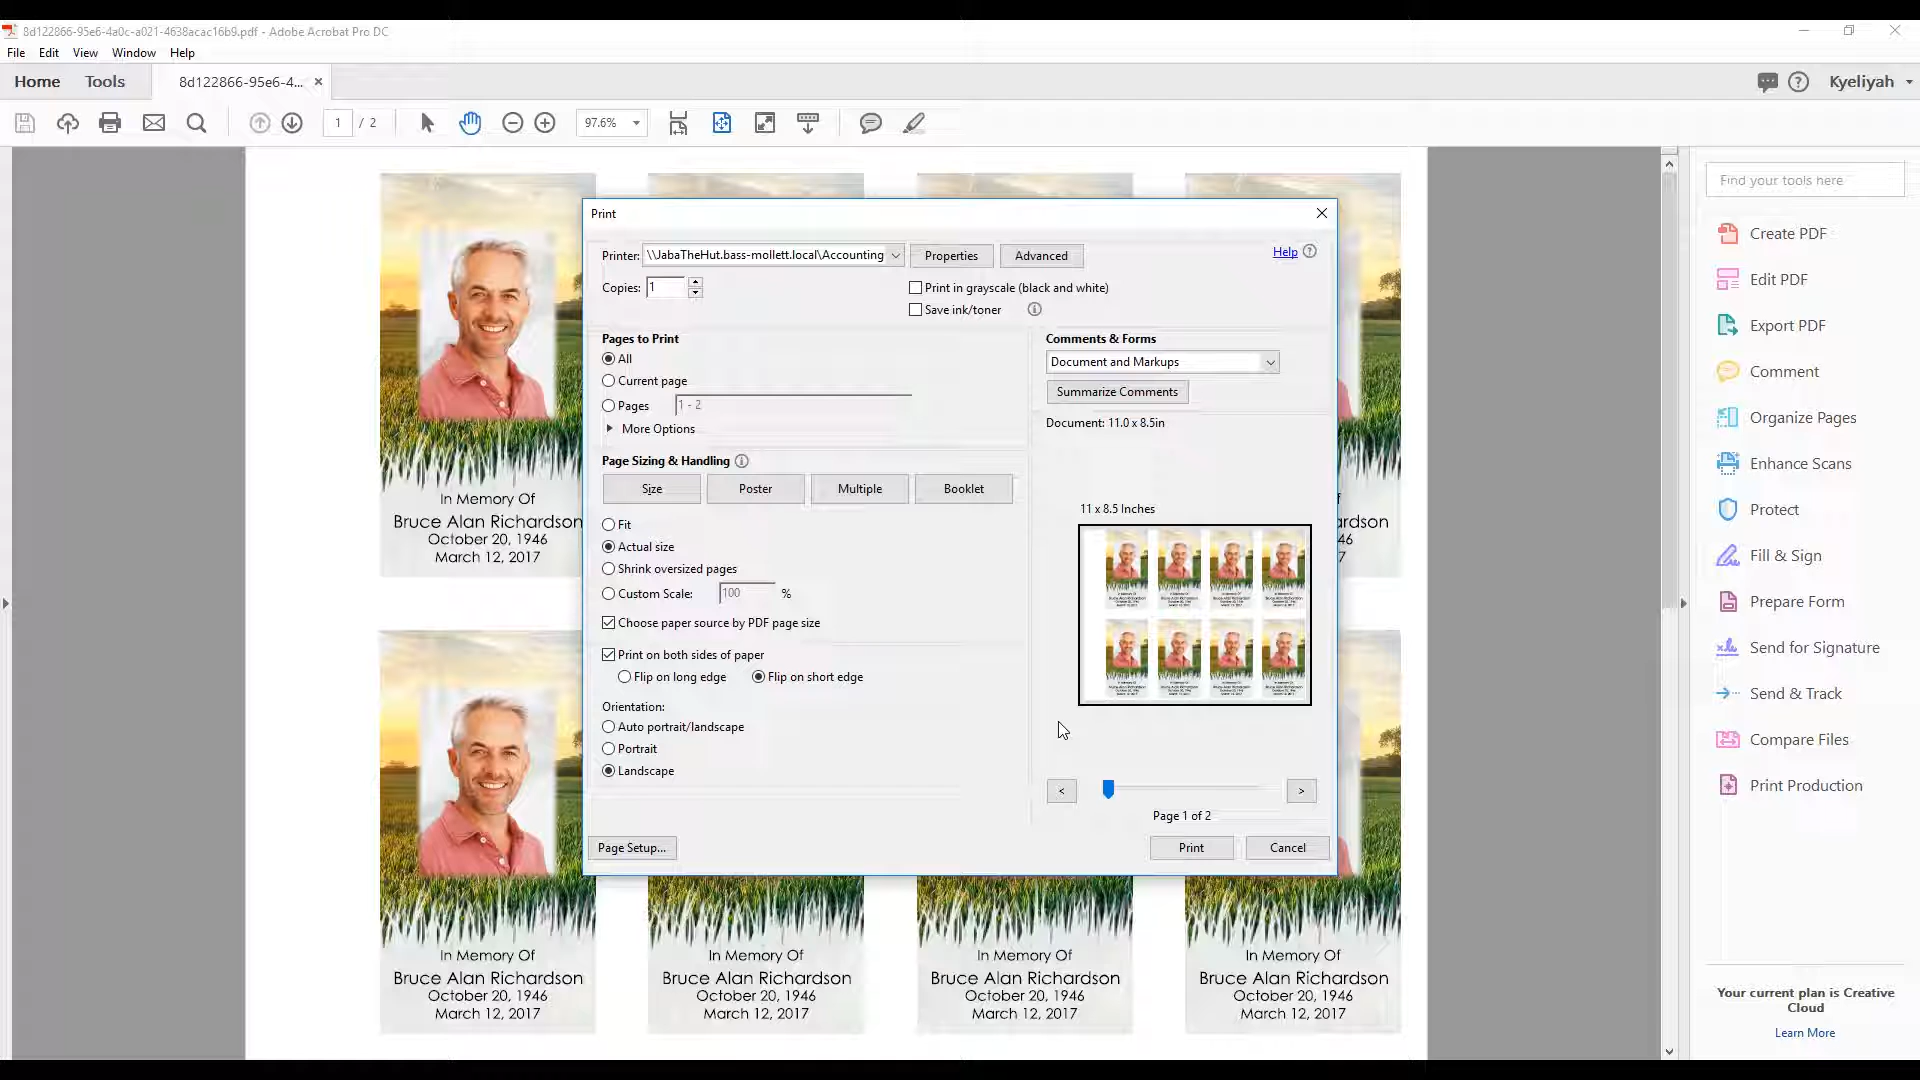 8d122866-95e6-4a0c-a021-4638acac16b9.pdf - Adobe Acrobat Pro DC
File Edit View Window Help
Home Tools 8d122866-95e6-4... Kyeliyah
1 / 2 97.6%
Print
Printer: \\JabaTheHut.bass-mollett.local\Accounting Properties Advanced Help
Copies: 1
Print in grayscale (black and white)
Save ink/toner
Pages to Print
All
Current page
Pages 1 - 2
More Options
Comments & Forms
Document and Markups
Summarize Comments
Document: 11.0 x 8.5in
Page Sizing & Handling
Size Poster Multiple Booklet
Fit
Actual size
Shrink oversized pages
Custom Scale: 100 %
Choose paper source by PDF page size
Print on both sides of paper
Flip on long edge Flip on short edge
Orientation:
Auto portrait/landscape
Portrait
Landscape
11 x 8.5 Inches
< >
Page 1 of 2
Page Setup... Print Cancel
In Memory Of
Bruce Alan Richardson
October 20, 1946
March 12, 2017
In Memory Of In Memory Of In Memory Of In Memory Of
Bruce Alan Richardson Bruce Alan Richardson Bruce Alan Richardson Bruce Alan Richardson
October 20, 1946 October 20, 1946 October 20, 1946 October 20, 1946
March 12, 2017 March 12, 2017 March 12, 2017 March 12, 2017
Find your tools here
Create PDF
Edit PDF
Export PDF
Comment
Organize Pages
Enhance Scans
Protect
Fill & Sign
Prepare Form
Send for Signature
Send & Track
Compare Files
Print Production
Your current plan is Creative
Cloud
Learn More